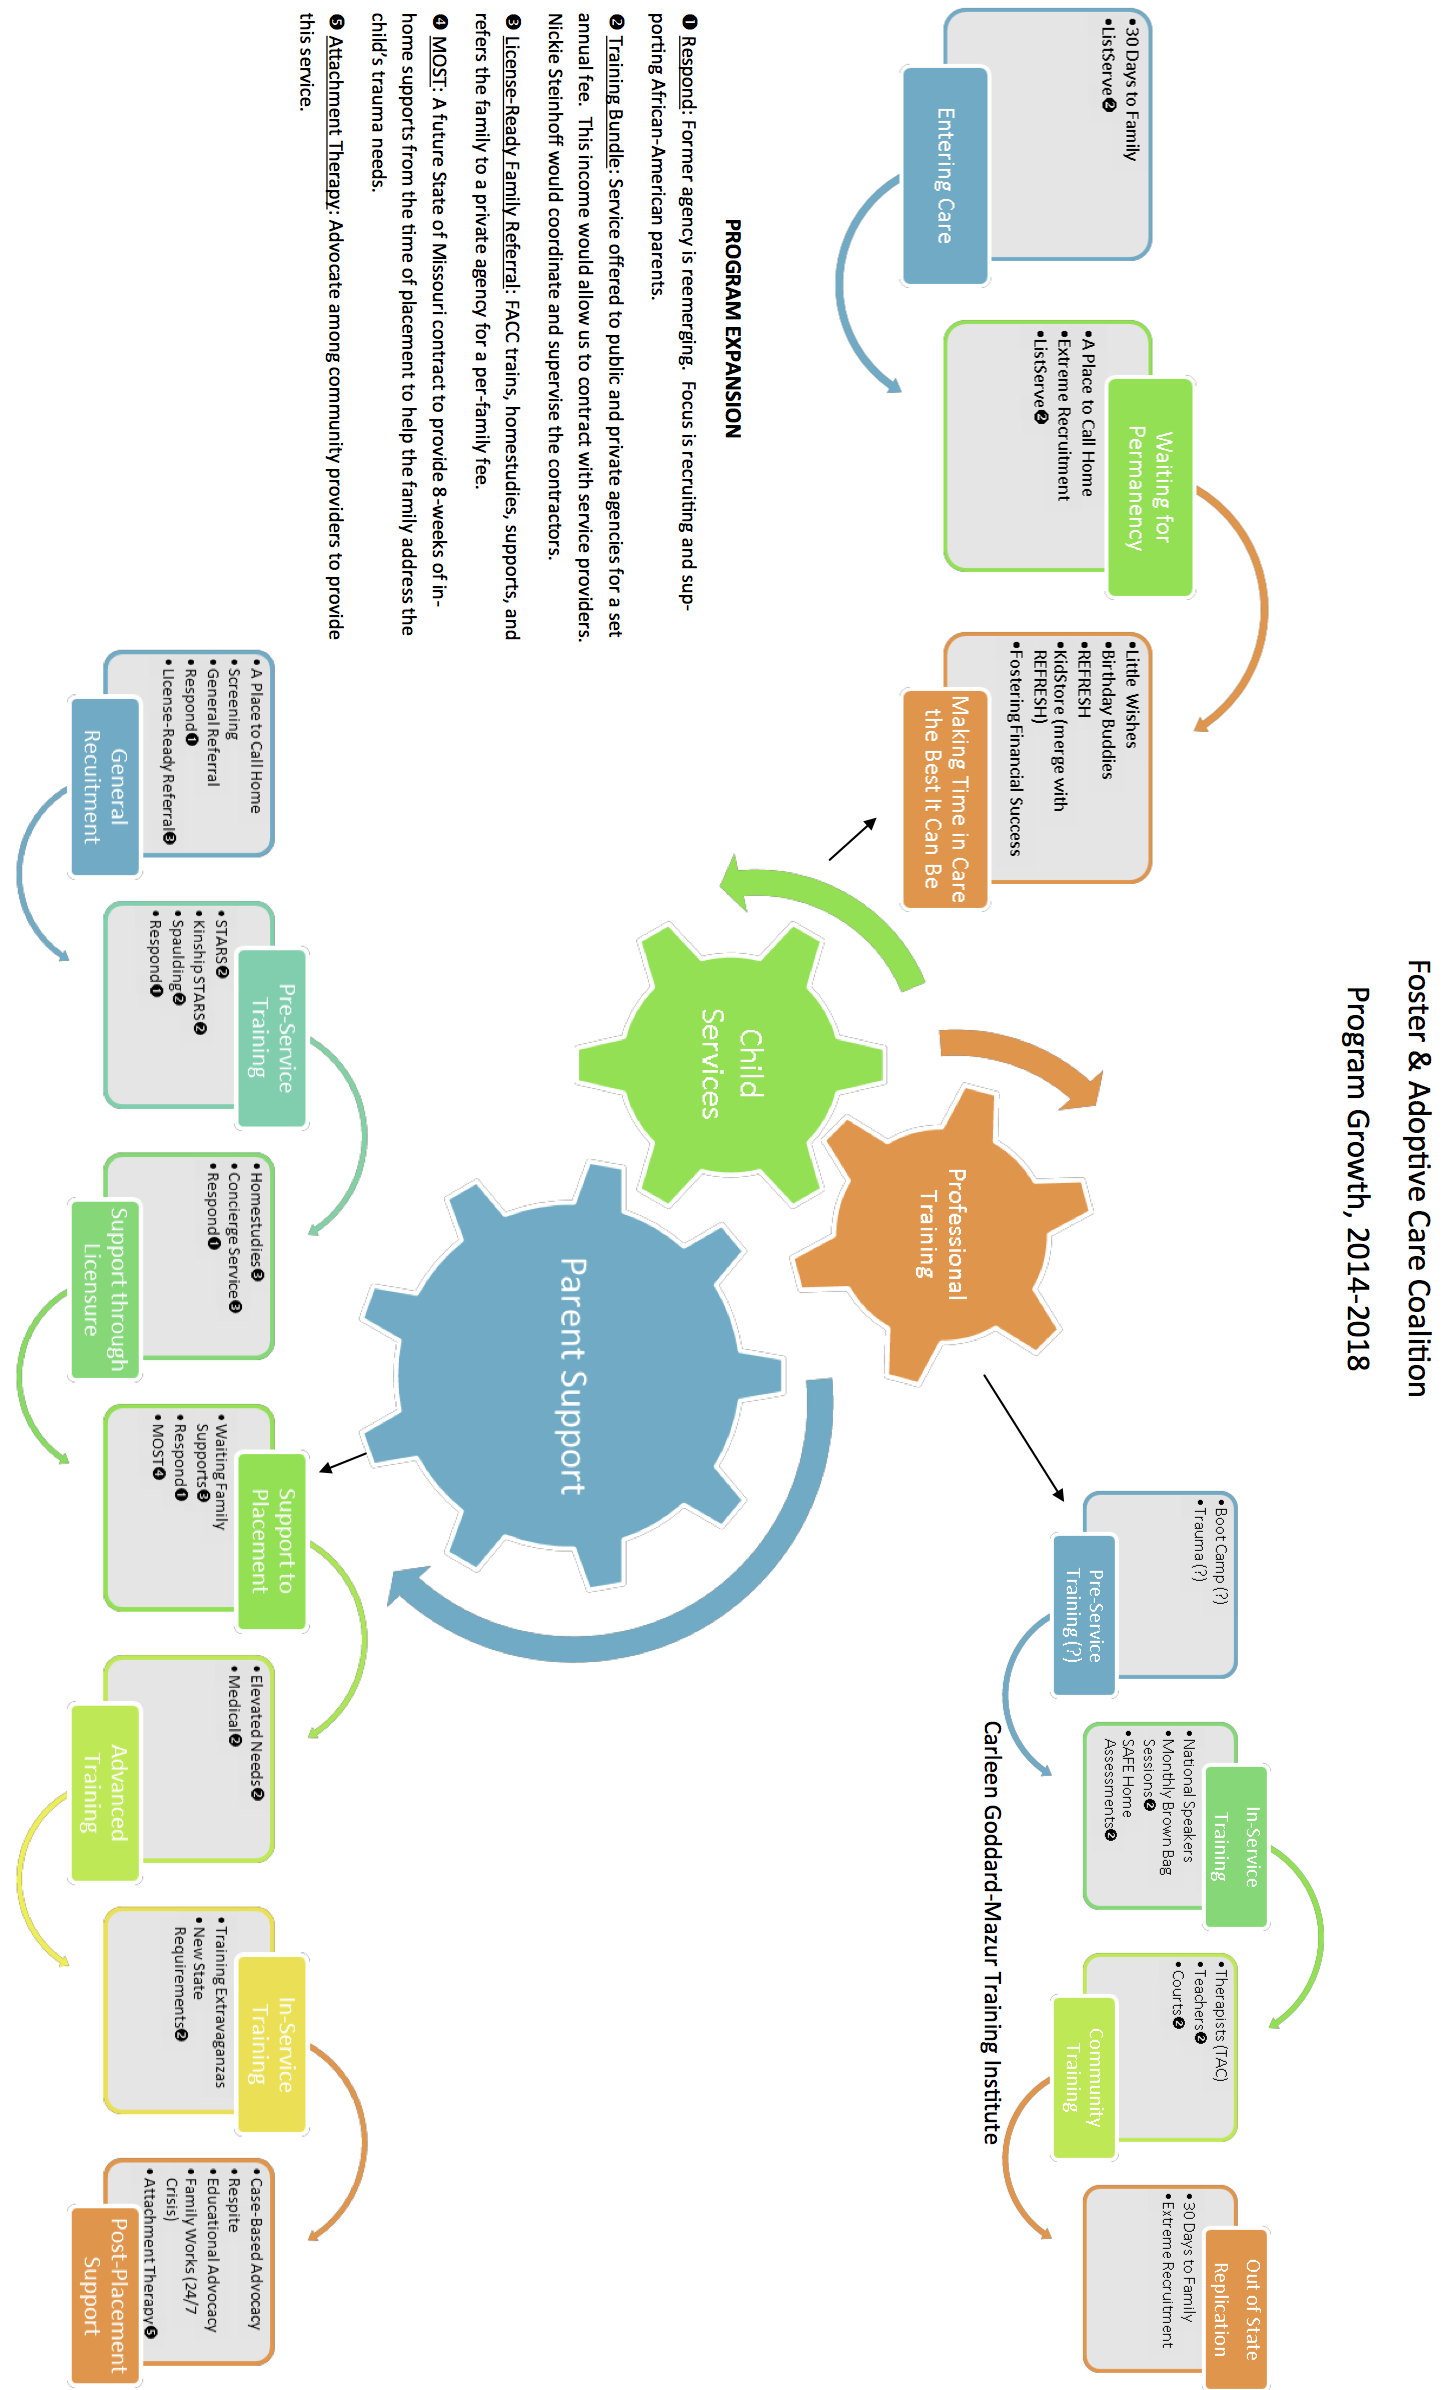 Foster & Adoptive Care Coalition
Program Growth, 2014-2018
• 30 Days to Family
• ListServe❷
Entering Care
• A Place to Call Home
• Extreme Recruitment
• ListServe❷
Waiting for
Permanency
• Little Wishes
• Birthday Buddies
• REFRESH
• KidStore (merge with
REFRESH)
• Fostering Financial Success
Making Time in Care
the Best It Can Be
• Boot Camp (?)
• Trauma (?)
Pre-Service
Training (?)
• National Speakers
• Monthly Brown Bag
Sessions❷
• SAFE Home
Assessments❷
In-Service
Training
• Therapists (TAC)
• Teachers❷
• Courts❷
Community
Training
• 30 Days to Family
• Extreme Recruitment
Out of State
Replication
Carleen Goddard-Mazur Training Institute
Professional
Training
Child
Services
Parent Support
PROGRAM EXPANSION
❶ Respond: Former agency is reemerging.  Focus is recruiting and sup-
porting African-American parents.
❷ Training Bundle: Service offered to public and private agencies for a set
annual fee.  This income would allow us to contract with service providers.
Nickie Steinhoff would coordinate and supervise the contractors.
❸ License-Ready Family Referral: FACC trains, homestudies, supports, and
refers the family to a private agency for a per-family fee.
❹ MOST: A future State of Missouri contract to provide 8-weeks of in-
home supports from the time of placement to help the family address the
child's trauma needs.
❺ Attachment Therapy: Advocate among community providers to provide
this service.
• A Place to Call Home
• Screening
• General Referral
• Respond❶
• LIcense-Ready Referral❸
General
Recuitment
• STARS❷
• Kinship STARS❷
• Spaulding❷
• Respond❶
Pre-Service
Training
• Homestudies❸
• Concierge Service❸
• Respond❶
Support through
Licensure
• Waiting Family
Supports❸
• Respond❶
• MOST❹
Support to
Placement
• Elevated Needs❷
• Medical❷
Advanced
Training
• Training Extravaganzas
• New State
Requirements❷
In-Service
Training
• Case-Based Advocacy
• Respite
• Educational Advocacy
• Family Works (24/7
Crisis)
• Attachment Therapy❺
Post-Placement
Support